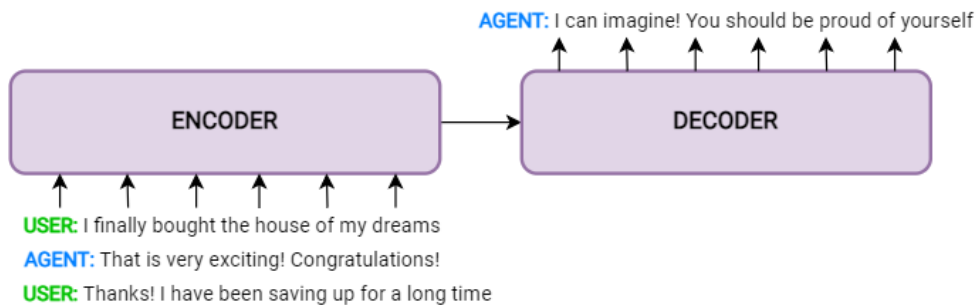 AGENT: I can imagine! You should be proud of yourself
ENCODER
DECODER
USER: I finally bought the house of my dreams
AGENT: That is very exciting! Congratulations!
USER: Thanks! I have been saving up for a long time